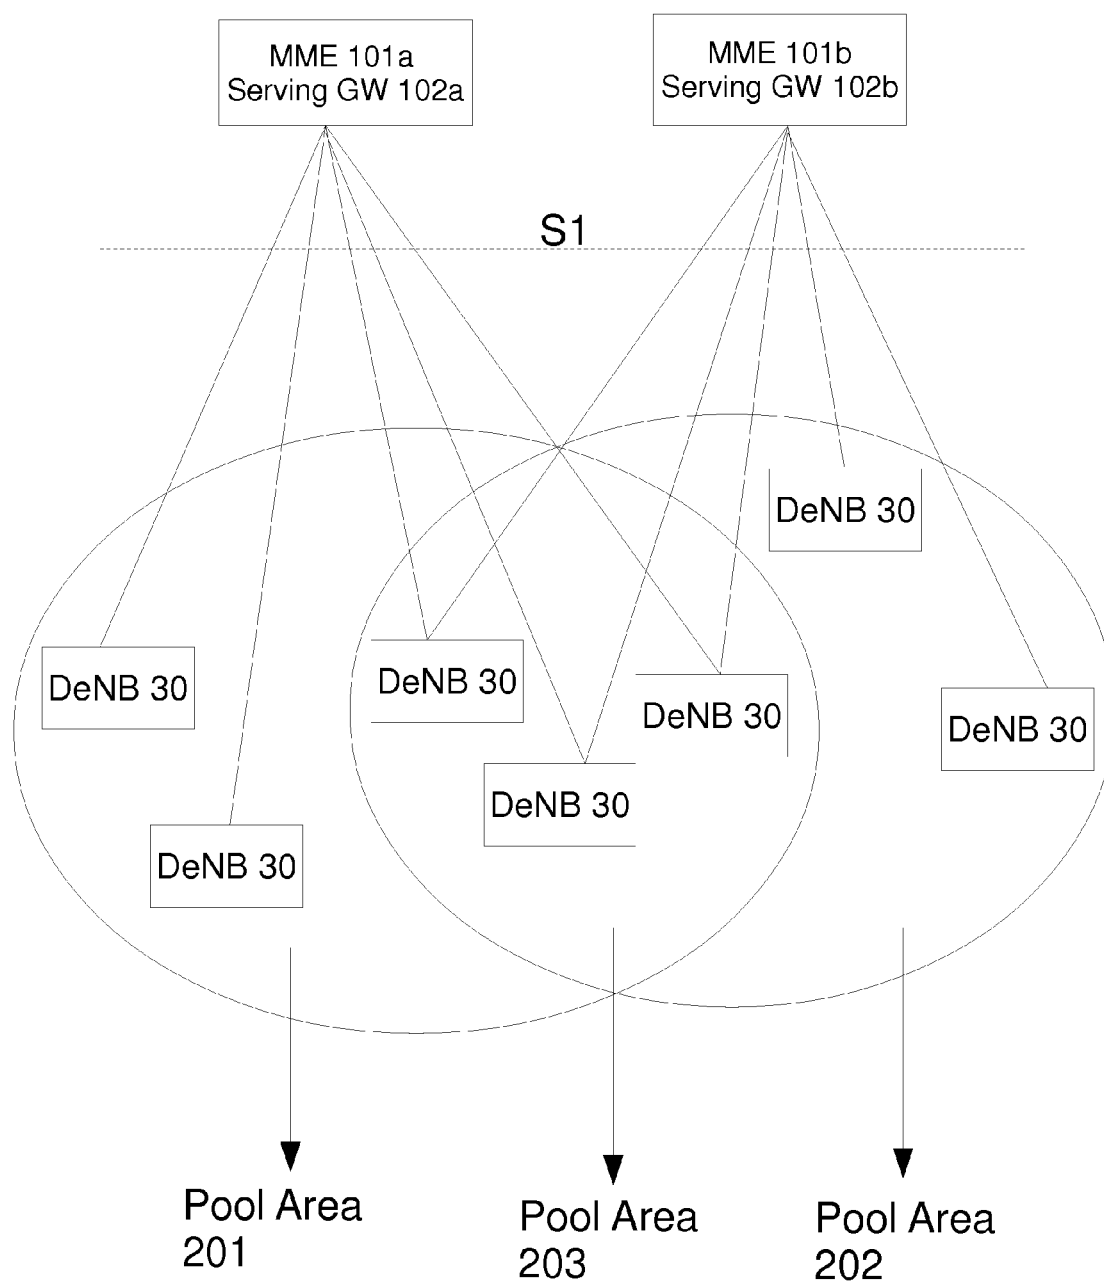 MME 101a
Serving GW 102a
MME 101b
Serving GW 102b
S1
DeNB 30
DeNB 30
DeNB 30
DeNB 30
DeNB 30
DeNB 30
DeNB 30
Pool Area
201
Pool Area
203
Pool Area
202